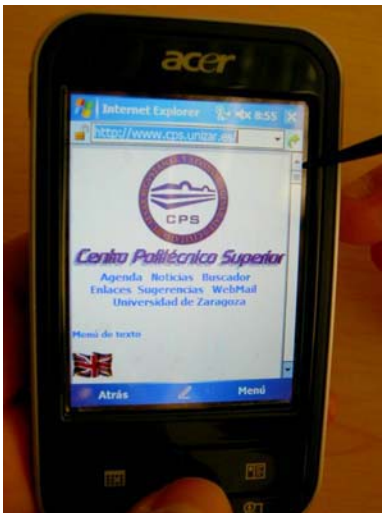 acer
Internet Explorer 8:55
http://www.cps.unizar.es/
CPS
Centro Politécnico Superior
Agenda Noticias Buscador
Enlaces Sugerencias WebMail
Universidad de Zaragoza
Menú de texto
Atrás Menú